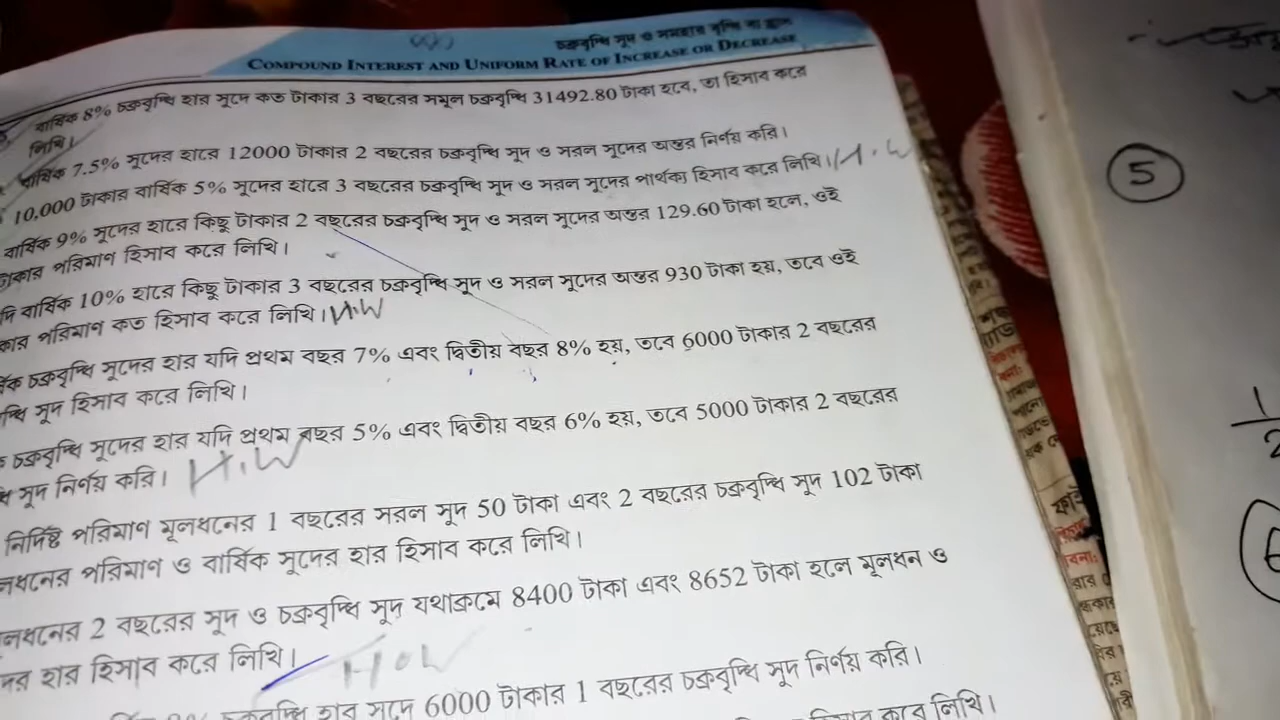 চক্রবৃদ্ধি সুদ ও সমহার বৃদ্ধি বা হ্রাস
COMPOUND INTEREST AND UNIFORM RATE OF INCREASE OR DECREASE
বার্ষিক 8% চক্রবৃদ্ধি হার সুদে কত টাকার 3 বছরের সমূল চক্রবৃদ্ধি 31492.80 টাকা হবে, তা হিসাব করে
লিখি।
বার্ষিক 7.5% সুদের হারে 12000 টাকার 2 বছরের চক্রবৃদ্ধি সুদ ও সরল সুদের অন্তর নির্ণয় করি।
10,000 টাকার বার্ষিক 5% সুদের হারে 3 বছরের চক্রবৃদ্ধি সুদ ও সরল সুদের পার্থক্য হিসাব করে লিখি। H.W
বার্ষিক 9% সুদের হারে কিছু টাকার 2 বছরের চক্রবৃদ্ধি সুদ ও সরল সুদের অন্তর 129.60 টাকা হলে, ওই
টাকার পরিমাণ হিসাব করে লিখি।
বার্ষিক 10% হারে কিছু টাকার 3 বছরের চক্রবৃদ্ধি সুদ ও সরল সুদের অন্তর 930 টাকা হয়, তবে ওই
পরিমাণ কত হিসাব করে লিখি। H.W
চক্রবৃদ্ধি সুদের হার যদি প্রথম বছর 7% এবং দ্বিতীয় বছর 8% হয়, তবে 6000 টাকার 2 বছরের
সুদ হিসাব করে লিখি।
চক্রবৃদ্ধি সুদের হার যদি প্রথম বছর 5% এবং দ্বিতীয় বছর 6% হয়, তবে 5000 টাকার 2 বছরের
সুদ নির্ণয় করি। H.W
নির্দিষ্ট পরিমাণ মূলধনের 1 বছরের সরল সুদ 50 টাকা এবং 2 বছরের চক্রবৃদ্ধি সুদ 102 টাকা
পরিমাণ ও বার্ষিক সুদের হার হিসাব করে লিখি।
2 বছরের সুদ ও চক্রবৃদ্ধি সুদ যথাক্রমে 8400 টাকা এবং 8652 টাকা হলে মূলধন ও
হার হিসাব করে লিখি। H.W
চক্রবৃদ্ধি হার সুদে 6000 টাকার 1 বছরের চক্রবৃদ্ধি সুদ নির্ণয় করি।
হিসাব করে লিখি।
5
1
2